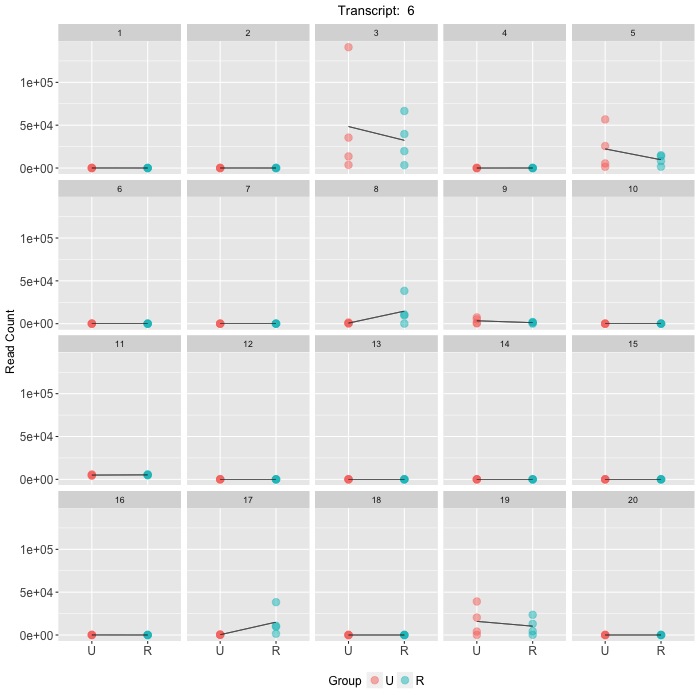 Transcript: 6
1 2 3 4 5
1e+05
5e+04
0e+00
6 7 8 9 10
1e+05
5e+04
0e+00
Read Count
11 12 13 14 15
1e+05
5e+04
0e+00
16 17 18 19 20
1e+05
5e+04
0e+00
U R U R U R U R U R
Group U R